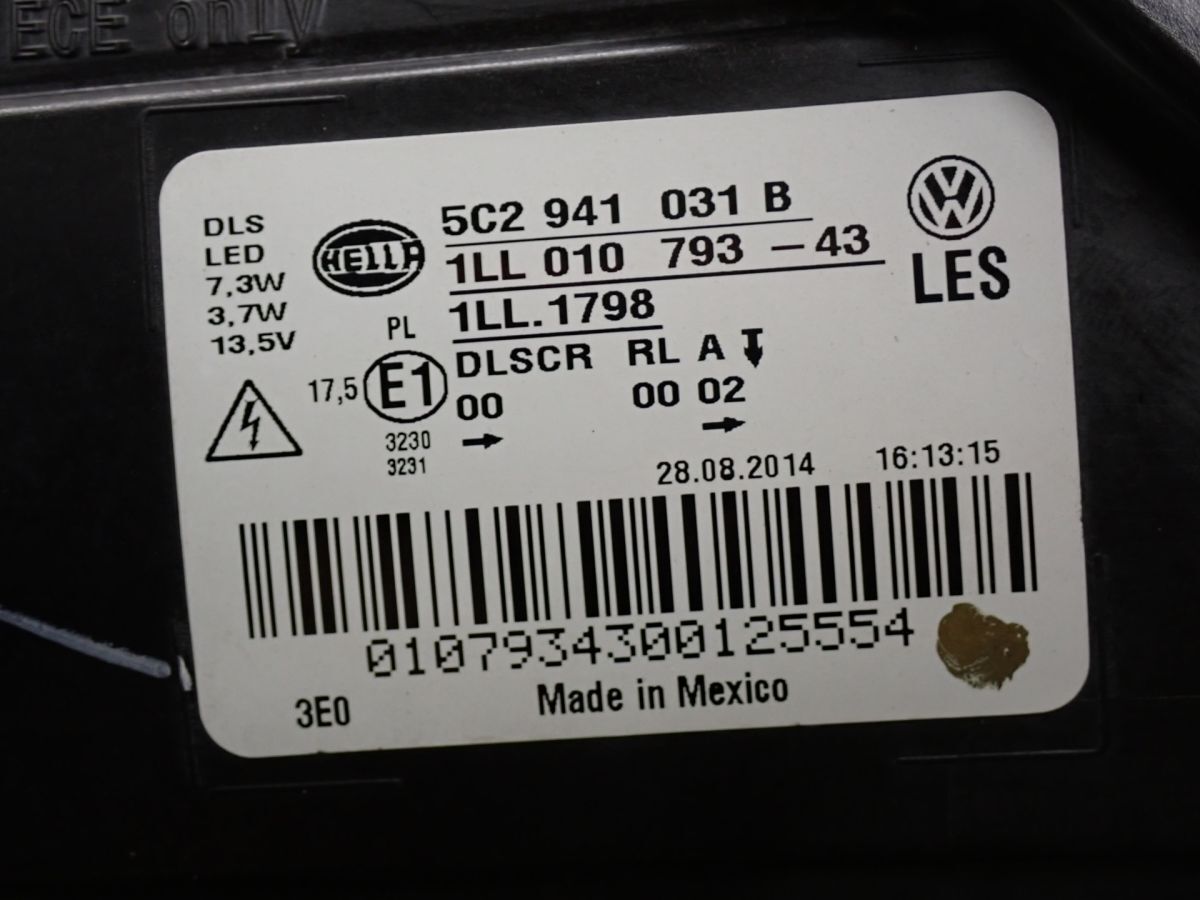 ECE only
5C2 941 031 B
1LL 010 793 – 43
1LL.1798
HELLA
LES
DLS
LED
7,3W
3,7W
13,5V
PL
17,5
E1
3230
3231
DLSCR RL A
00 00 02
28.08.2014 16:13:15
0107934300125554
3E0
Made in Mexico